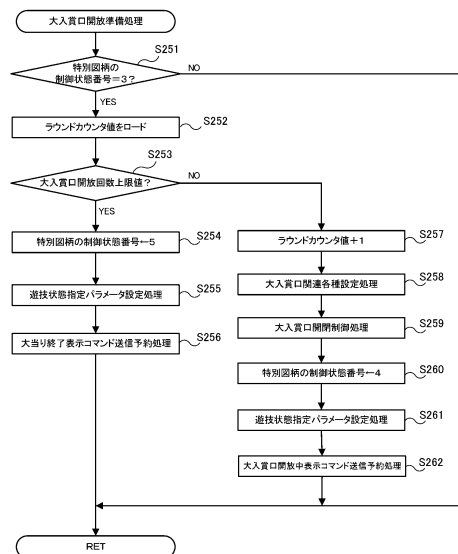 大入賞口開放準備処理
S251
特別図柄の
制御状態番号=3?
NO
YES
ラウンドカウンタ値をロード
S252
S253
大入賞口開放回数上限値?
NO
YES
特別図柄の制御状態番号←5
S254
遊技状態指定パラメータ設定処理
S255
大当り終了表示コマンド送信予約処理
S256
ラウンドカウンタ値+1
S257
大入賞口関連各種設定処理
S258
大入賞口開閉制御処理
S259
特別図柄の制御状態番号←4
S260
遊技状態指定パラメータ設定処理
S261
大入賞口開放中表示コマンド送信予約処理
S262
RET